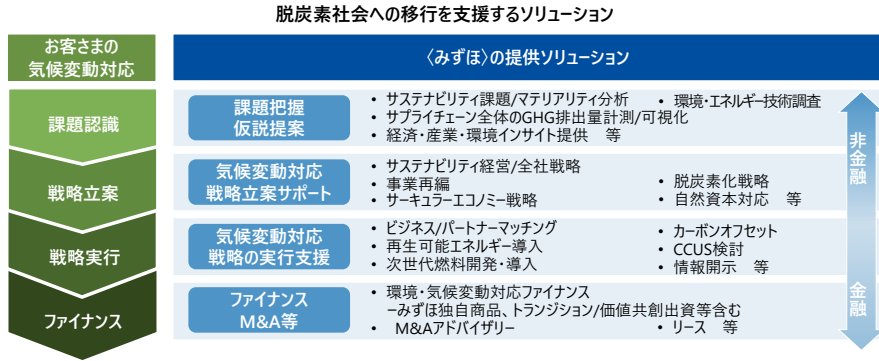 脱炭素社会への移行を支援するソリューション
お客さまの
気候変動対応
〈みずほ〉の提供ソリューション
課題認識
課題把握
仮説提案
• サステナビリティ課題/マテリアリティ分析
• 環境・エネルギー技術調査
• サプライチェーン全体のGHG排出量計測/可視化
• 経済・産業・環境インサイト提供　等
戦略立案
気候変動対応
戦略立案サポート
• サステナビリティ経営/全社戦略
• 事業再編
• サーキュラーエコノミー戦略
• 脱炭素化戦略
• 自然資本対応　等
戦略実行
気候変動対応
戦略の実行支援
• ビジネス/パートナーマッチング
• 再生可能エネルギー導入
• 次世代燃料開発・導入
• カーボンオフセット
• CCUS検討
• 情報開示　等
ファイナンス
ファイナンス
M&A等
• 環境・気候変動対応ファイナンス
－みずほ独自商品、トランジション/価値共創出資等含む
• M&Aアドバイザリー
• リース　等
非金融
金融